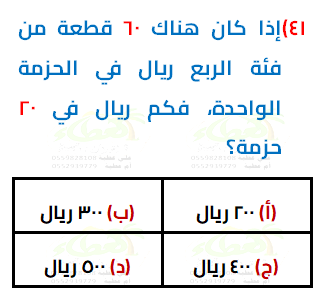 ٤١)إذا كان هناك ٦٠ قطعة من
فئة الربع ريال في الحزمة
الواحدة، فكم ريال في ٢٠
حزمة؟
(أ) ٢٠٠ ريال (ب) ٣٠٠ ريال
(ج) ٤٠٠ ريال (د) ٥٠٠ ريال